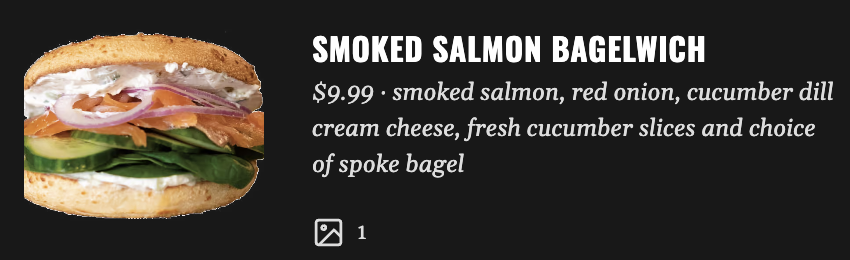 SMOKED SALMON BAGELWICH
$9.99 · smoked salmon, red onion, cucumber dill
cream cheese, fresh cucumber slices and choice
of spoke bagel
1